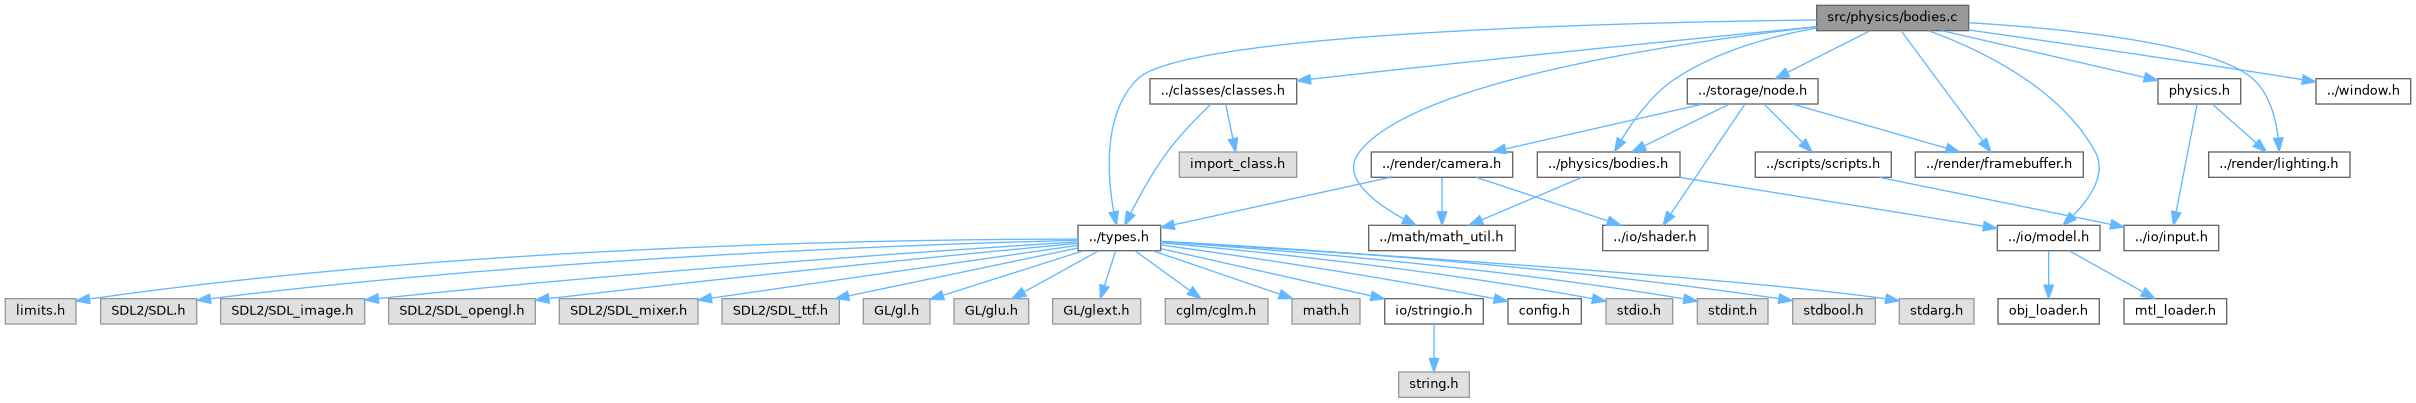 src/physics/bodies.c
../classes/classes.h
../storage/node.h
physics.h
../window.h
import_class.h
../render/camera.h
../physics/bodies.h
../scripts/scripts.h
../render/framebuffer.h
../render/lighting.h
../types.h
../math/math_util.h
../io/shader.h
../io/model.h
../io/input.h
limits.h
SDL2/SDL.h
SDL2/SDL_image.h
SDL2/SDL_opengl.h
SDL2/SDL_mixer.h
SDL2/SDL_ttf.h
GL/gl.h
GL/glu.h
GL/glext.h
cglm/cglm.h
math.h
io/stringio.h
config.h
stdio.h
stdint.h
stdbool.h
stdarg.h
obj_loader.h
mtl_loader.h
string.h